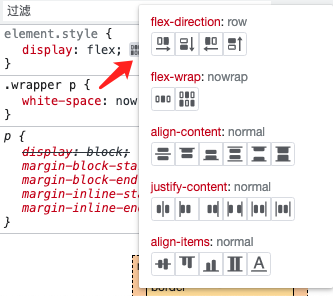 过滤
element.style {
display: flex;
}
.wrapper p {
white-space: now
}
p {
display: block;
margin-block-sta
margin-block-end
margin-inline-sta
margin-inline-end
}
flex-direction: row
flex-wrap: nowrap
align-content: normal
justify-content: normal
align-items: normal
A
border